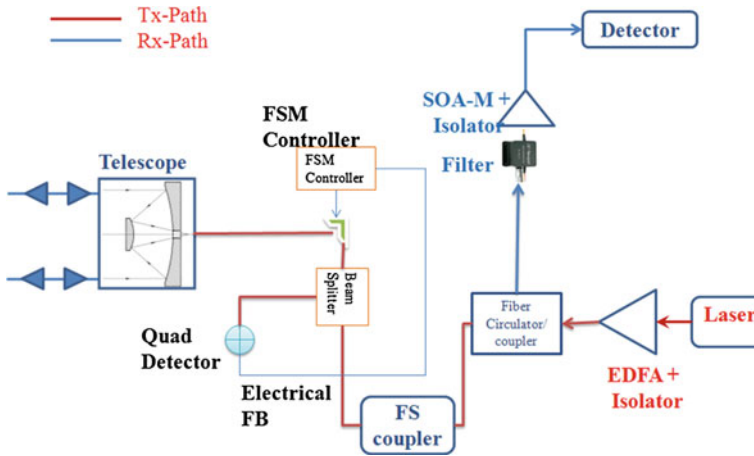 Tx-Path
Rx-Path
Detector
SOA-M +
Isolator
Filter
FSM
Controller
FSM
Controller
Telescope
Beam
Splitter
Quad
Detector
Electrical
FB
FS
coupler
Fiber
Circulator/
coupler
EDFA +
Isolator
Laser